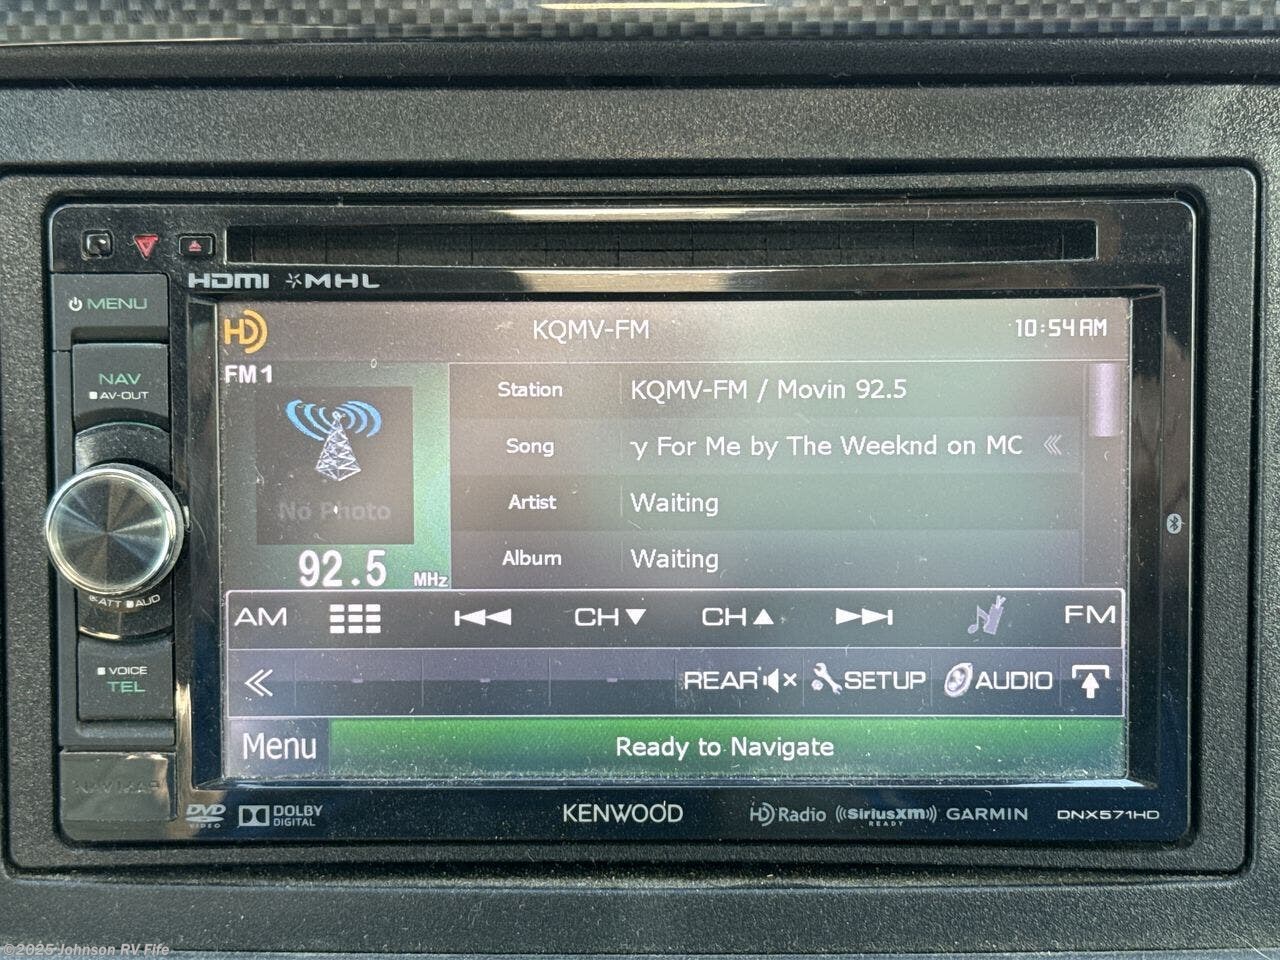 HDMI MHL
MENU
NAV
AV-OUT
ATT AUD
VOICE
TEL
HD KQMV-FM 10:54AM
FM1
No Photo
92.5 MHz
Station KQMV-FM / Movin 92.5
Song y For Me by The Weeknd on MC
Artist Waiting
Album Waiting
AM CH▼ CH▲ FM
REAR SETUP AUDIO
Menu Ready to Navigate
DVD VIDEO DOLBY DIGITAL KENWOOD HD Radio ((SiriusXM)) READY GARMIN DNX571HD
©2025 Johnson RV Fife